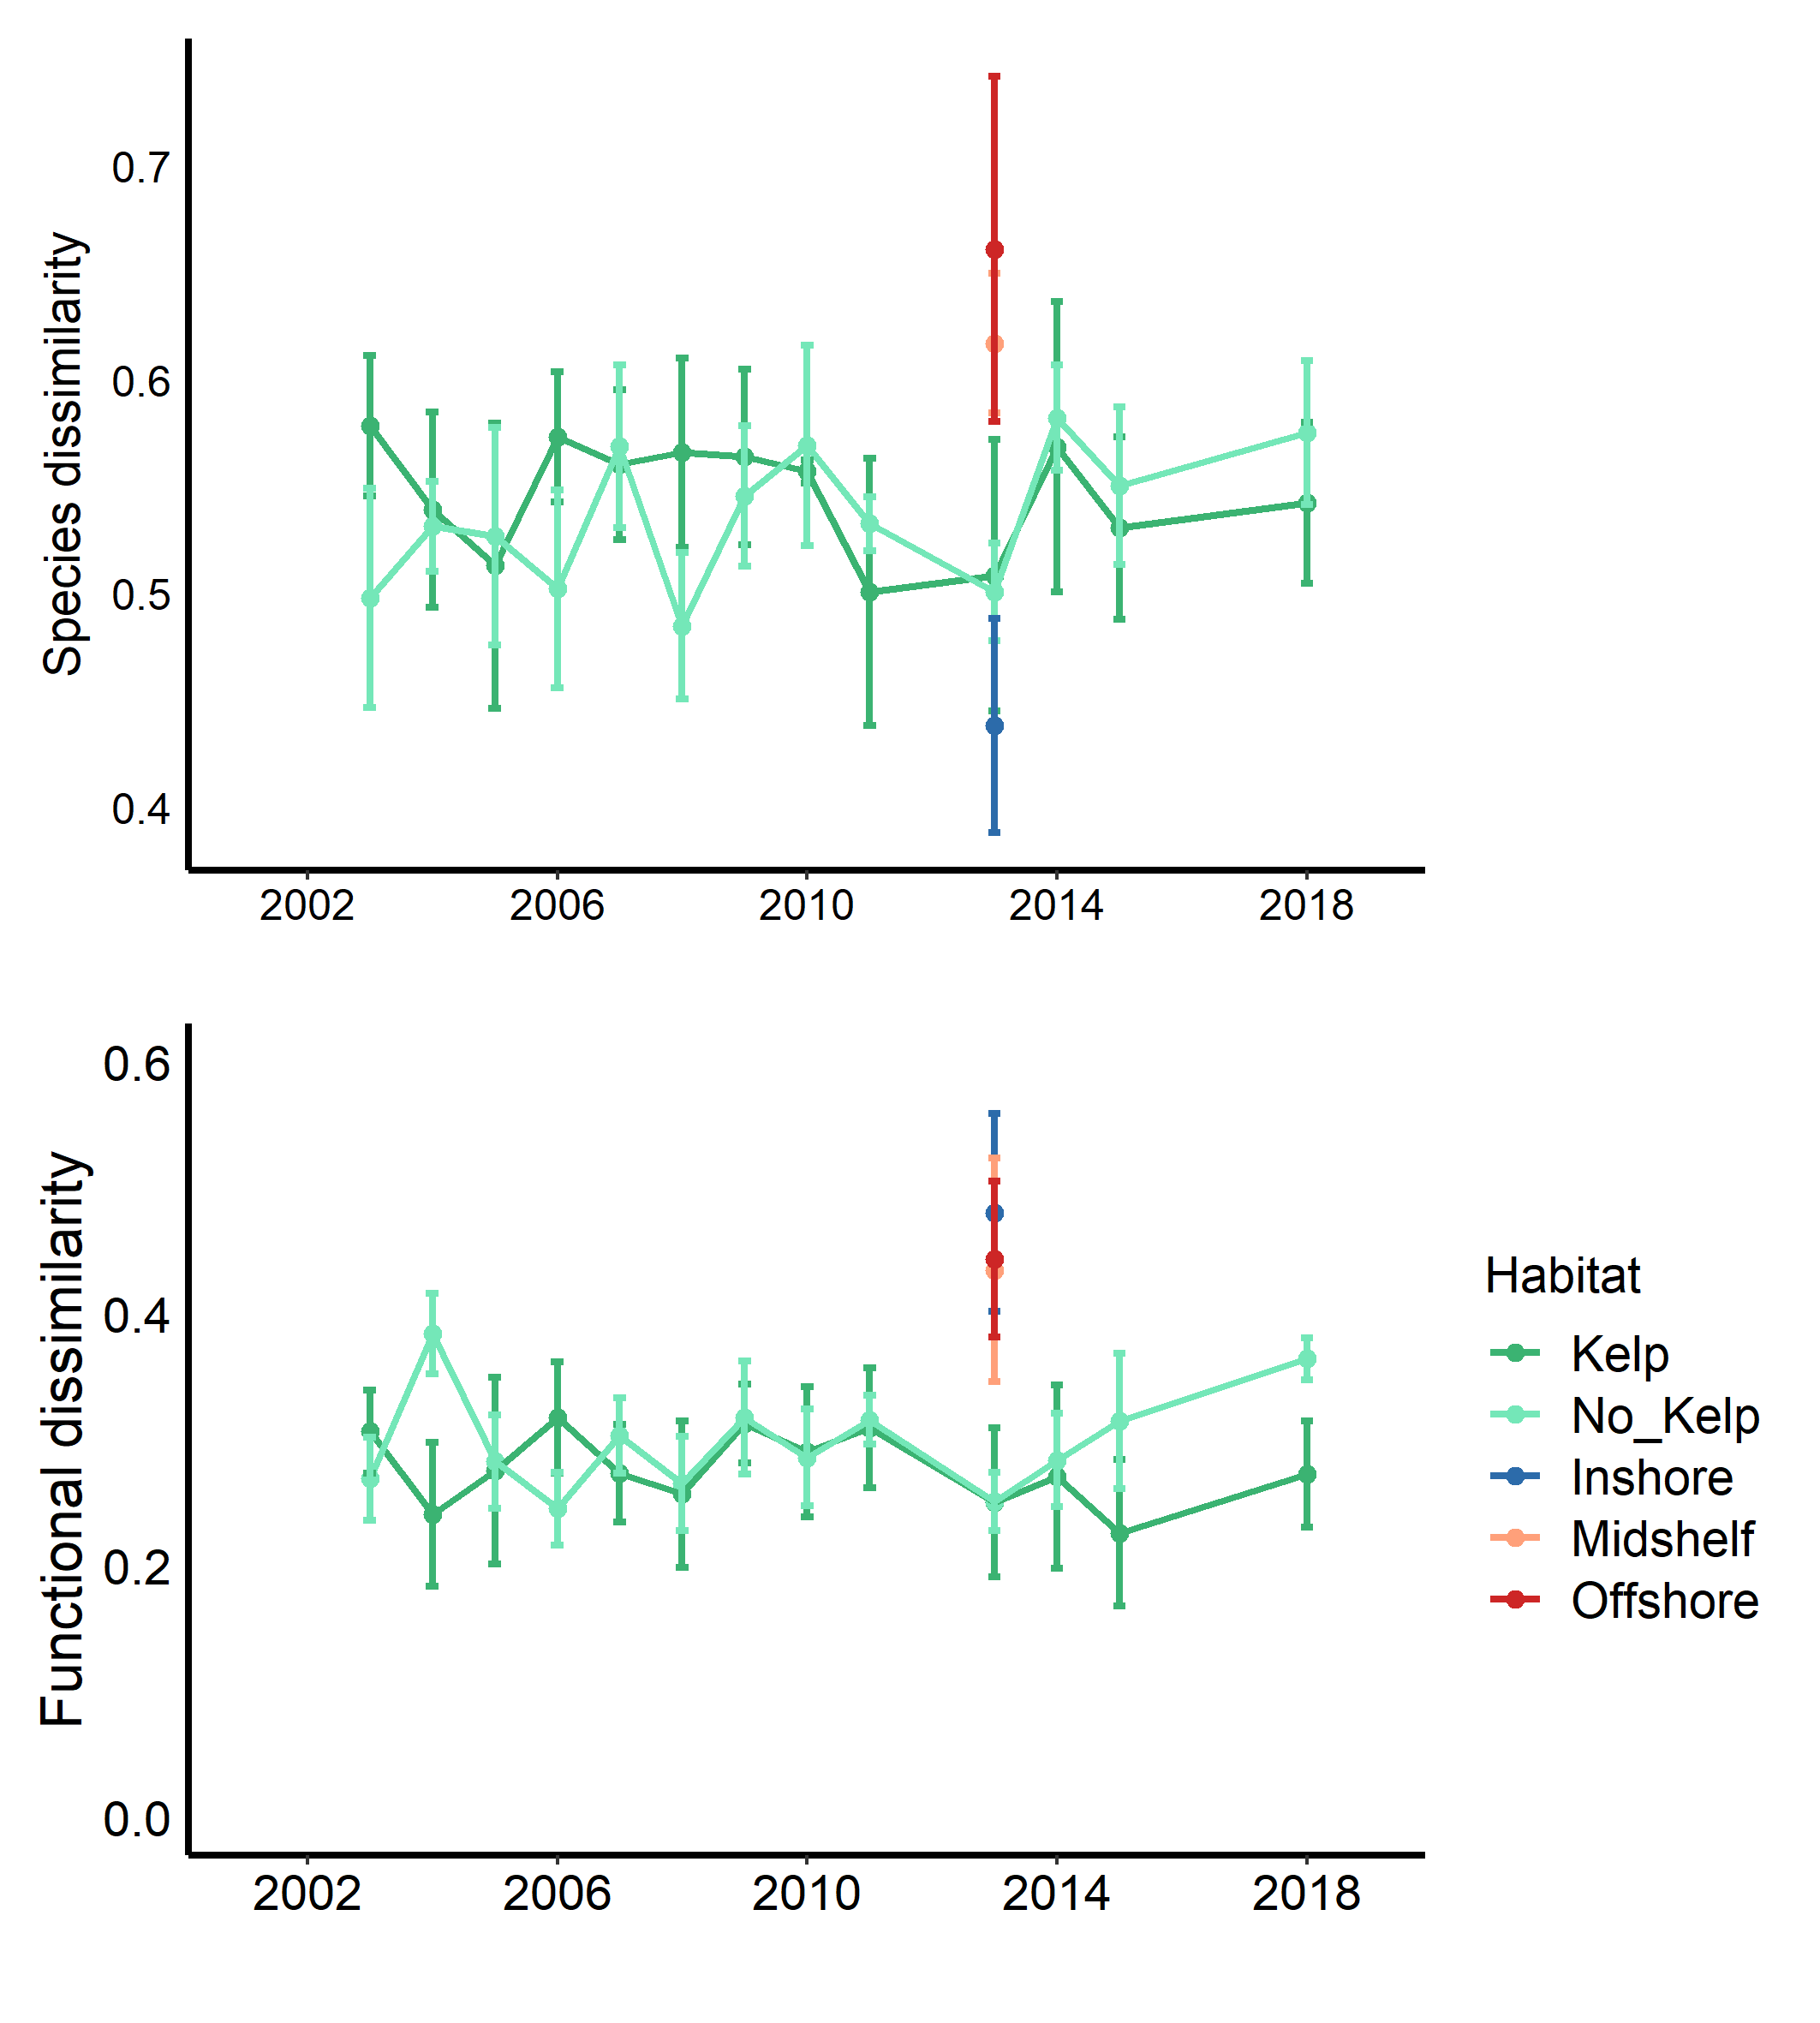 Species dissimilarity
0.7
0.6
0.5
0.4
2002 2006 2010 2014 2018
Functional dissimilarity
0.6
0.4
0.2
0.0
2002 2006 2010 2014 2018
Habitat
Kelp
No_Kelp
Inshore
Midshelf
Offshore